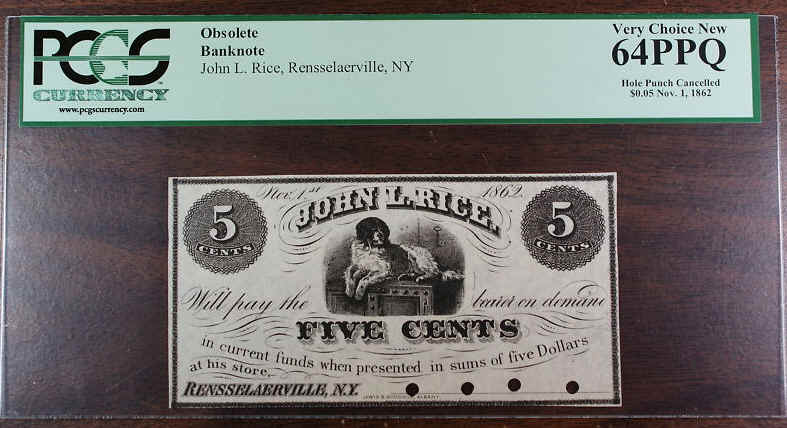 PCGS
CURRENCY
www.pcgscurrency.com
Obsolete
Banknote
John L. Rice, Rensselaerville, NY
Very Choice New
64PPQ
Hole Punch Cancelled
$0.05 Nov. 1, 1862
Nov. 1st 1862.
JOHN L. RICE,
5 CENTS
5 CENTS
Will pay the bearer on demand
FIVE CENTS
in current funds when presented in sums of five Dollars
at his store,
RENSSELAERVILLE, N.Y.
ALBANY